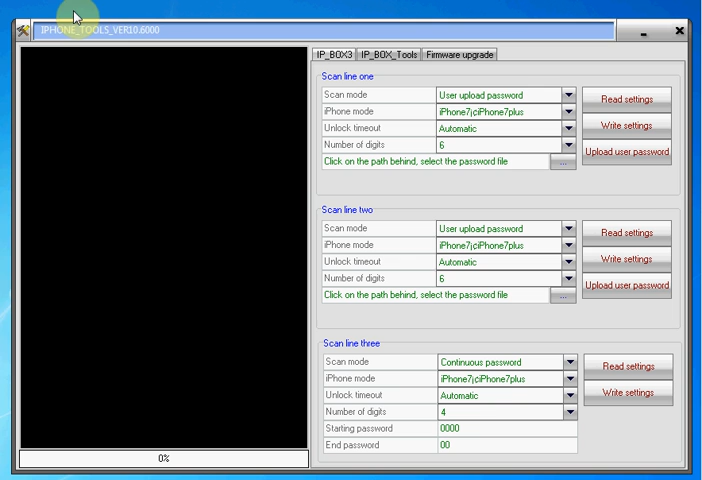 IPHONE_TOOLS_VER10.6000
IP_BOX3 IP_BOX_Tools Firmware upgrade
Scan line one
Scan mode User upload password Read settings
iPhone mode iPhone7¡¢iPhone7plus
Unlock timeout Automatic Write settings
Number of digits 6 Upload user password
Click on the path behind, select the password file ...
Scan line two
Scan mode User upload password Read settings
iPhone mode iPhone7¡¢iPhone7plus
Unlock timeout Automatic Write settings
Number of digits 6 Upload user password
Click on the path behind, select the password file ...
Scan line three
Scan mode Continuous password Read settings
iPhone mode iPhone7¡¢iPhone7plus
Unlock timeout Automatic Write settings
Number of digits 4
Starting password 0000
End password 00
0%